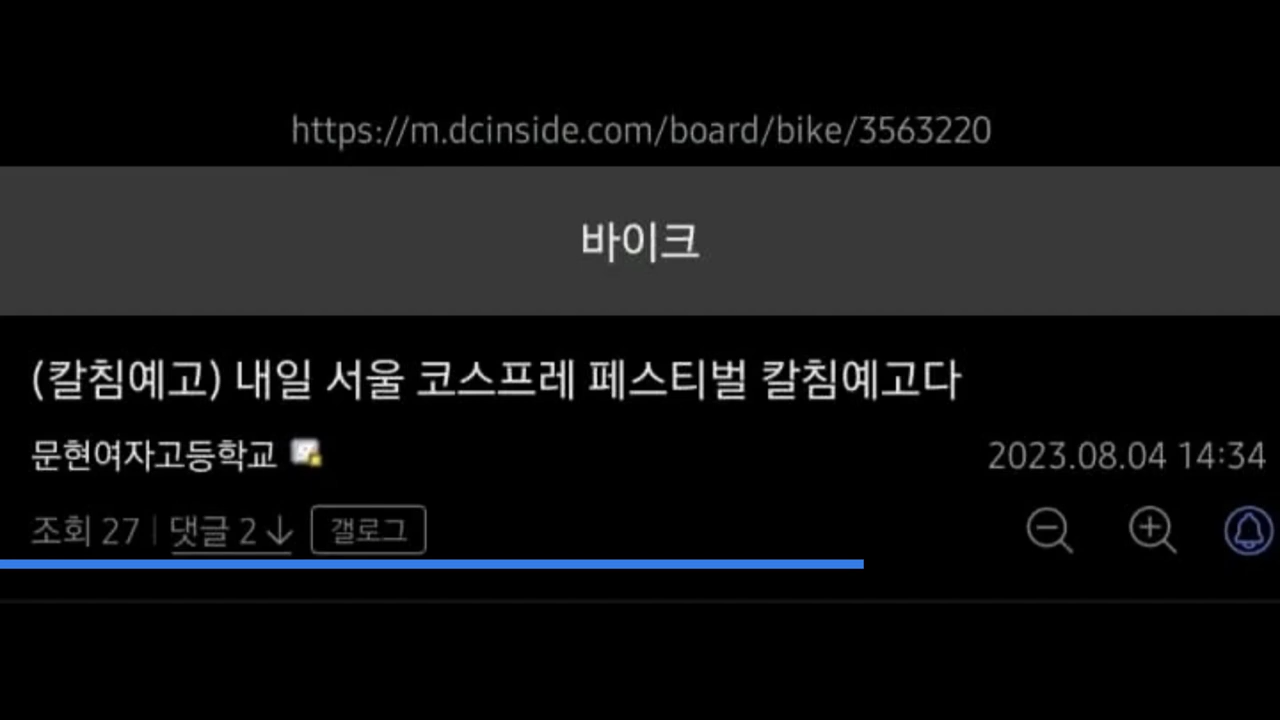 https://m.dcinside.com/board/bike/3563220
바이크
(칼침예고) 내일 서울 코스프레 페스티벌 칼침예고다
문현여자고등학교
2023.08.04 14:34
조회 27 | 댓글 2↓ 갤로그